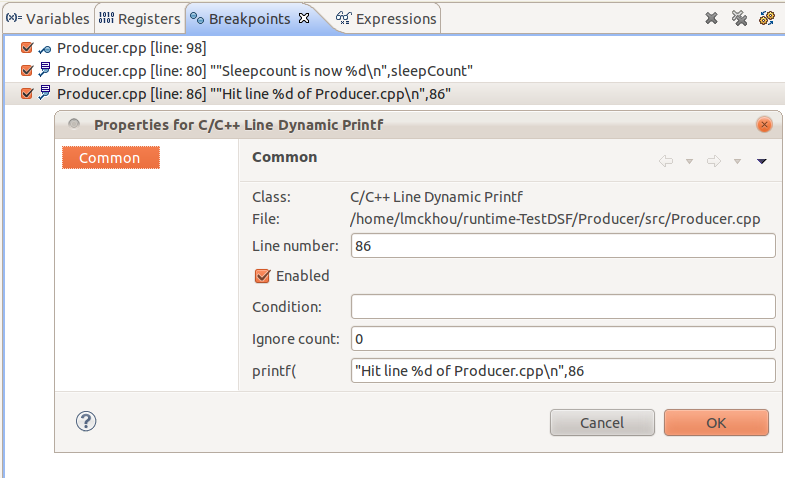 (x)= Variables 1010 0101 Registers Breakpoints Expressions
Producer.cpp [line: 98]
Producer.cpp [line: 80] ""Sleepcount is now %d\n",sleepCount"
Producer.cpp [line: 86] ""Hit line %d of Producer.cpp\n",86"
Properties for C/C++ Line Dynamic Printf
Common
Common
Class: C/C++ Line Dynamic Printf
File: /home/lmckhou/runtime-TestDSF/Producer/src/Producer.cpp
Line number: 86
Enabled
Condition:
Ignore count: 0
printf( "Hit line %d of Producer.cpp\n",86
? Cancel OK